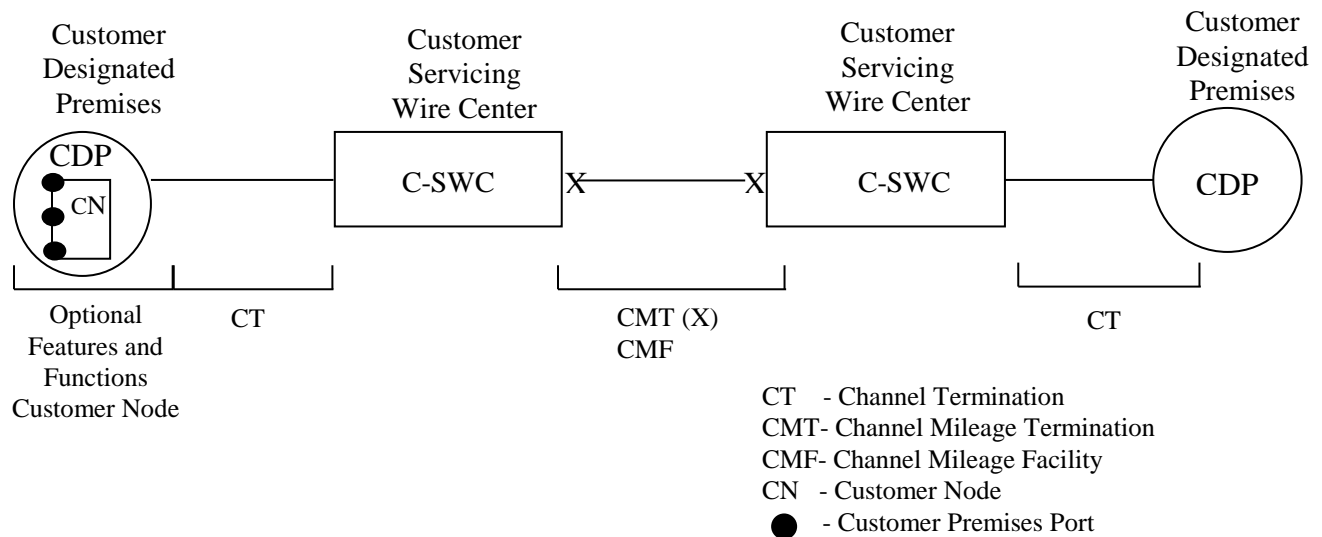 Customer
Designated
Premises
Customer
Servicing
Wire Center
Customer
Servicing
Wire Center
Customer
Designated
Premises
CDP
CN
C-SWC
X
X
C-SWC
CDP
Optional
Features and
Functions
Customer Node
CT
CMT (X)
CMF
CT
CT - Channel Termination
CMT- Channel Mileage Termination
CMF- Channel Mileage Facility
CN - Customer Node
- Customer Premises Port